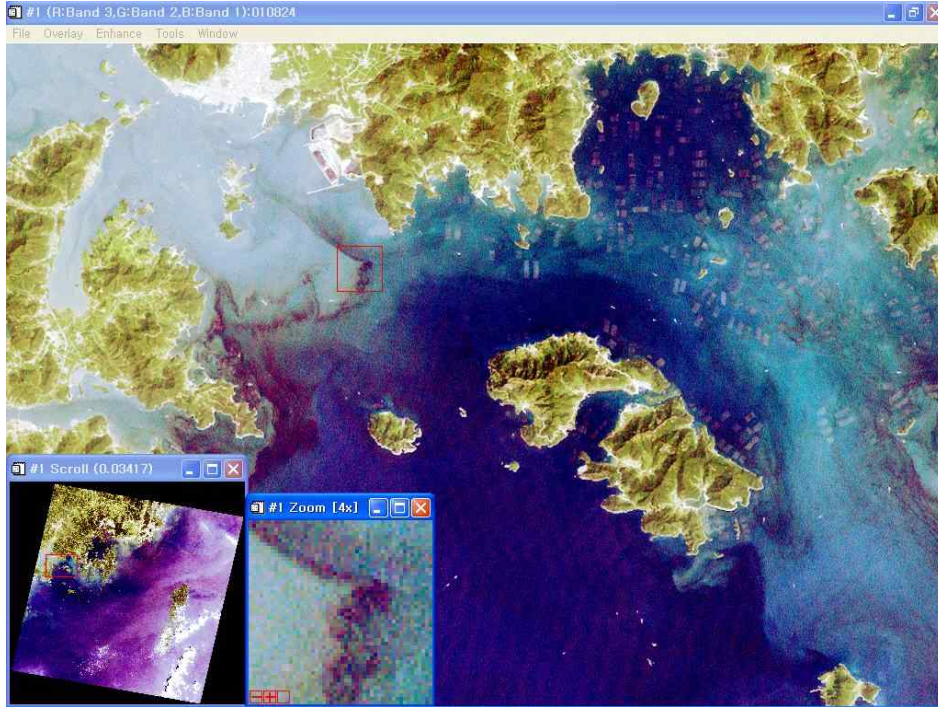 #1 (R:Band 3,G:Band 2,B:Band 1):010824
File Overlay Enhance Tools Window
#1 Scroll (0.03417)
#1 Zoom [4x]